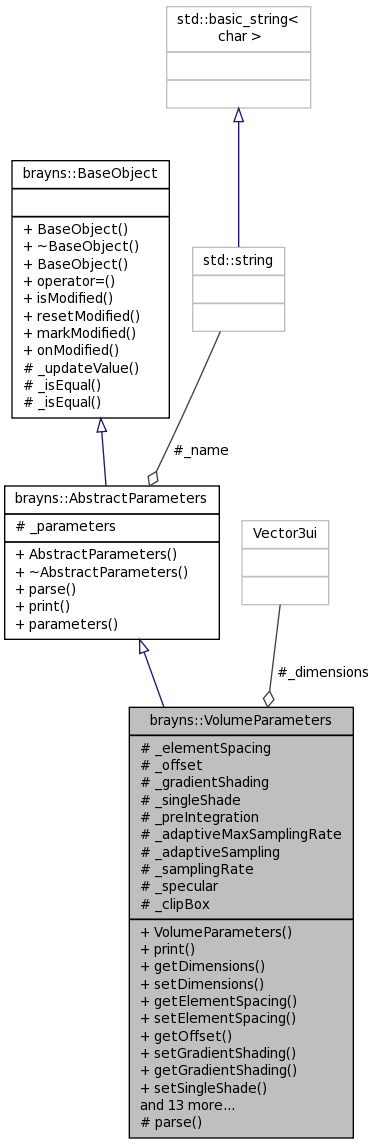 std::basic_string<
char >
brayns::BaseObject
+ BaseObject()
+ ~BaseObject()
+ BaseObject()
+ operator=()
+ isModified()
+ resetModified()
+ markModified()
+ onModified()
# _updateValue()
# _isEqual()
# _isEqual()
std::string
#_name
brayns::AbstractParameters
# _parameters
+ AbstractParameters()
+ ~AbstractParameters()
+ parse()
+ print()
+ parameters()
Vector3ui
#_dimensions
brayns::VolumeParameters
# _elementSpacing
# _offset
# _gradientShading
# _singleShade
# _preIntegration
# _adaptiveMaxSamplingRate
# _adaptiveSampling
# _samplingRate
# _specular
# _clipBox
+ VolumeParameters()
+ print()
+ getDimensions()
+ setDimensions()
+ getElementSpacing()
+ setElementSpacing()
+ getOffset()
+ setGradientShading()
+ getGradientShading()
+ setSingleShade()
and 13 more...
# parse()